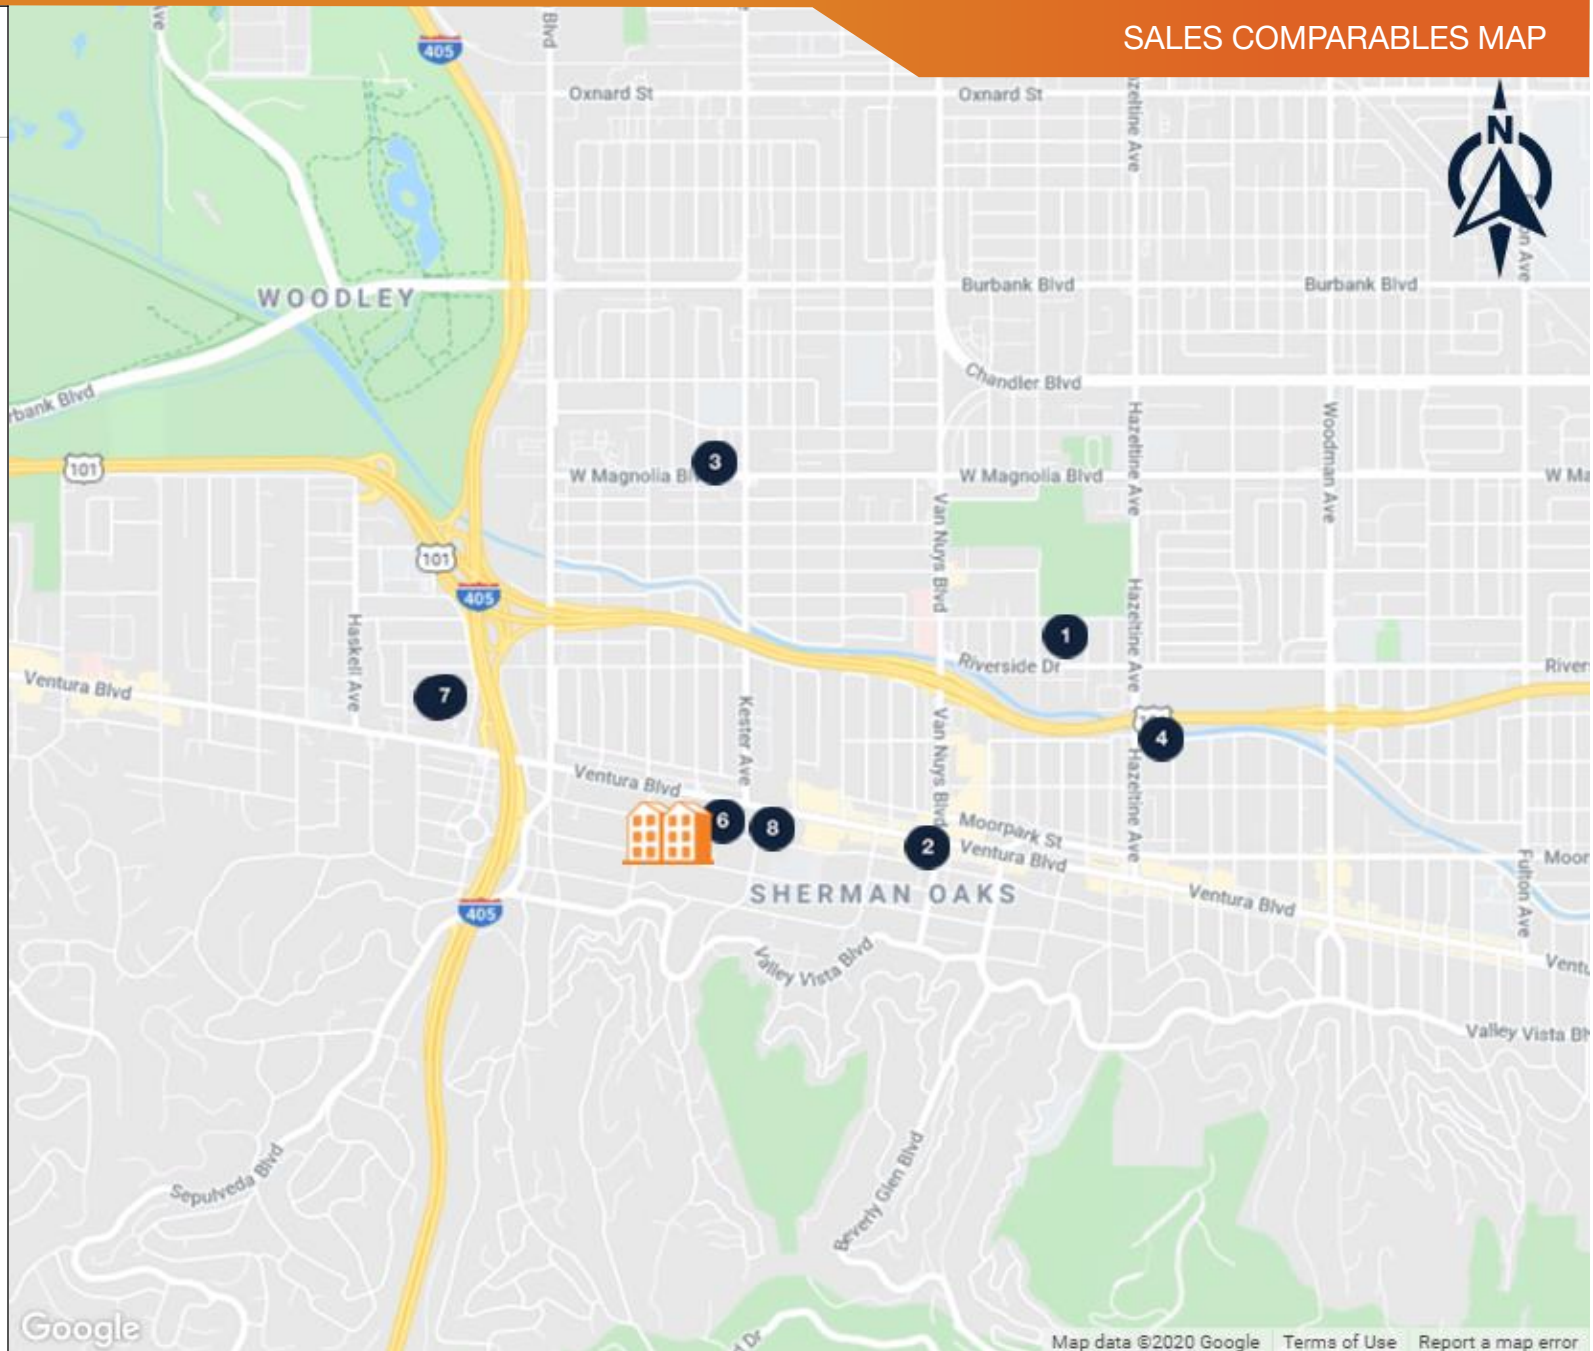 SALES COMPARABLES MAP
Ave
Blvd
405
Oxnard St
Oxnard St
N
Burbank Blvd
Burbank Blvd
WOODLEY
Chandler Blvd
Hazeltine Ave
Woodman Ave
101
3
W Magnolia
W Magnolia Blvd
Van Nuys Blvd
101
405
Haskell Ave
Hazeltine Ave
1
Riverside Dr
Ventura Blvd
7
Kester Ave
Van Nuys Blvd
4
Hazeltine Ave
Ventura Blvd
6
8
2
Moorpark St
Ventura Blvd
Fulton Ave
SHERMAN OAKS
Ventura Blvd
405
Valley Vista Blvd
Valley Vista
Sepulveda Blvd
Beverly Glen Blvd
Google
Dr
Map data ©2020 Google Terms of Use Report a map error